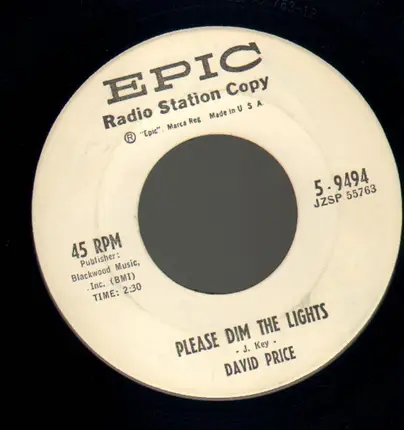 EPIC
Radio Station Copy
® "Epic". Marca Reg. Made in U S A
5-9494
JZSP 55763
45 RPM
Publisher:
Blackwood Music,
Inc. (BMI)
TIME: 2:30
PLEASE DIM THE LIGHTS
- J. Key -
DAVID PRICE